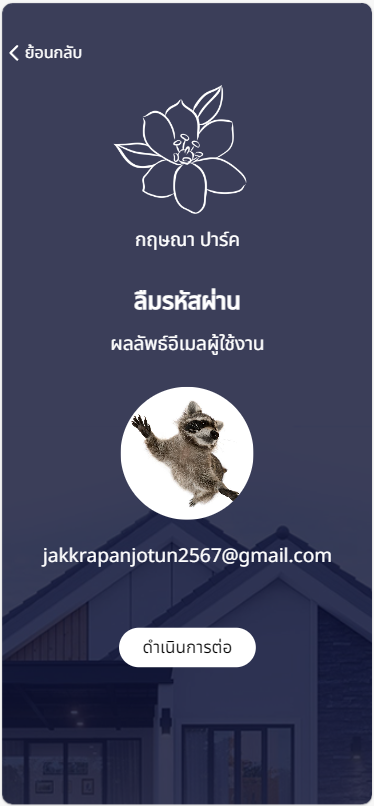 ย้อนกลับ
กฤษณา ปาร์ค
ลืมรหัสผ่าน
ผลลัพธ์อีเมลผู้ใช้งาน
jakkrapanjotun2567@gmail.com
ดำเนินการต่อ